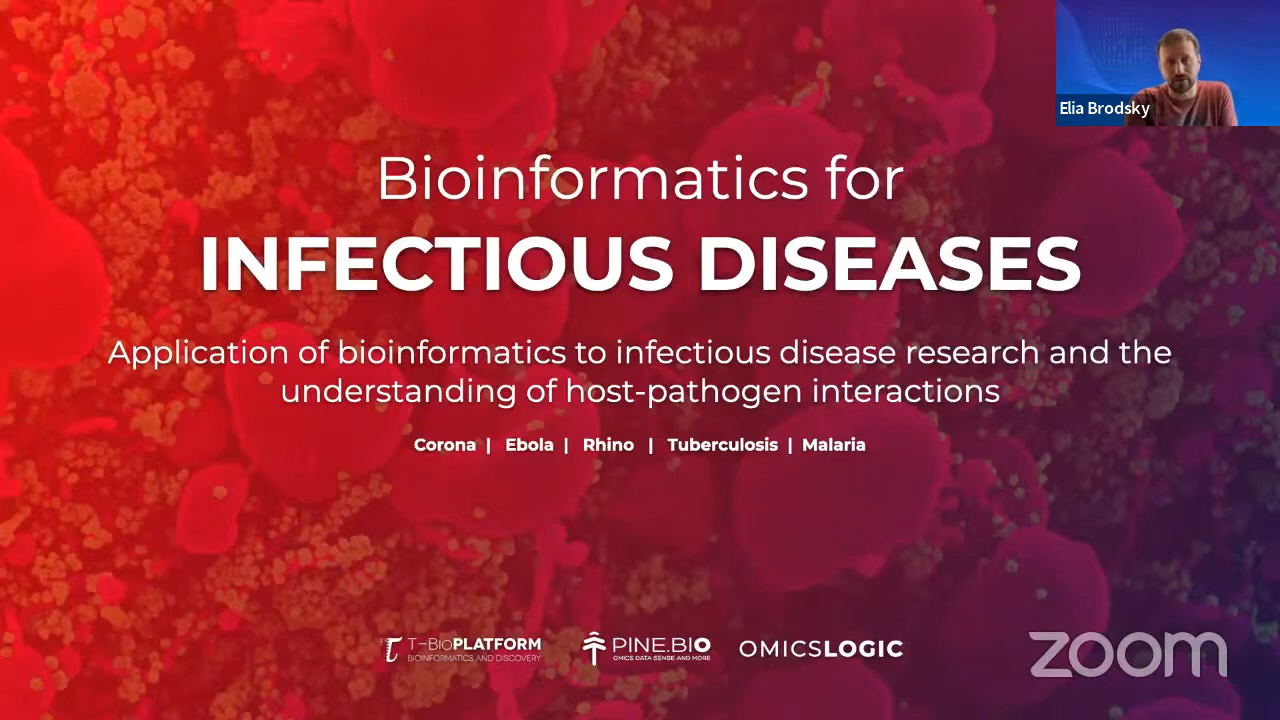 Elia Brodsky
Bioinformatics for
INFECTIOUS DISEASES
Application of bioinformatics to infectious disease research and the
understanding of host-pathogen interactions
Corona | Ebola | Rhino | Tuberculosis | Malaria
T-BioPLATFORM
BIOINFORMATICS AND DISCOVERY
PINE.BIO
OMICS DATA SENSE AND MORE
OMICSLOGIC
zoom